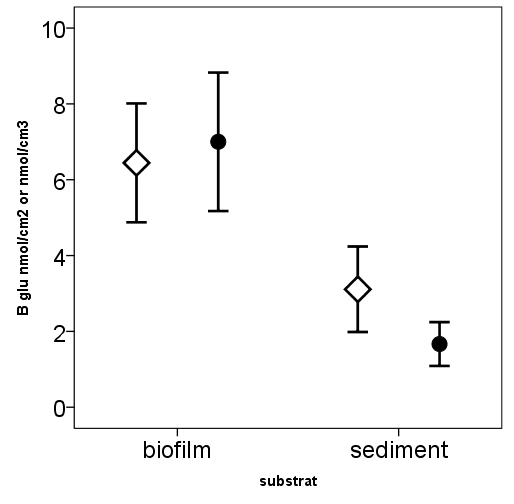 10
8
6
4
2
0
B glu nmol/cm2 or nmol/cm3
biofilm
sediment
substrat